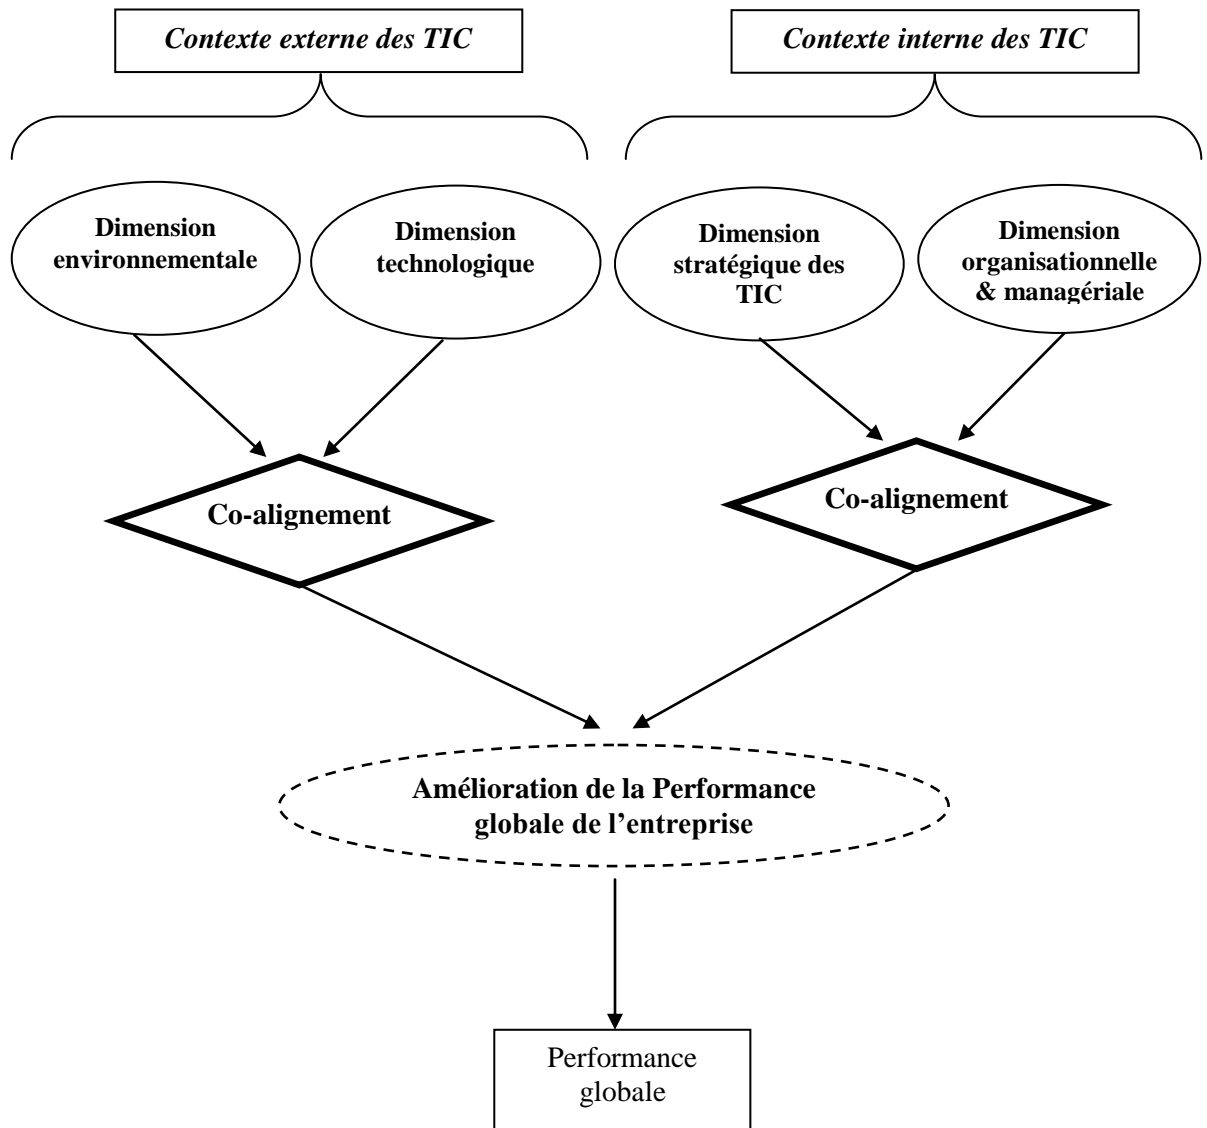 Contexte externe des TIC
Contexte interne des TIC
Dimension
environnementale
Dimension
technologique
Dimension
stratégique des
TIC
Dimension
organisationnelle
& managériale
Co-alignement
Co-alignement
Amélioration de la Performance
globale de l’entreprise
Performance
globale